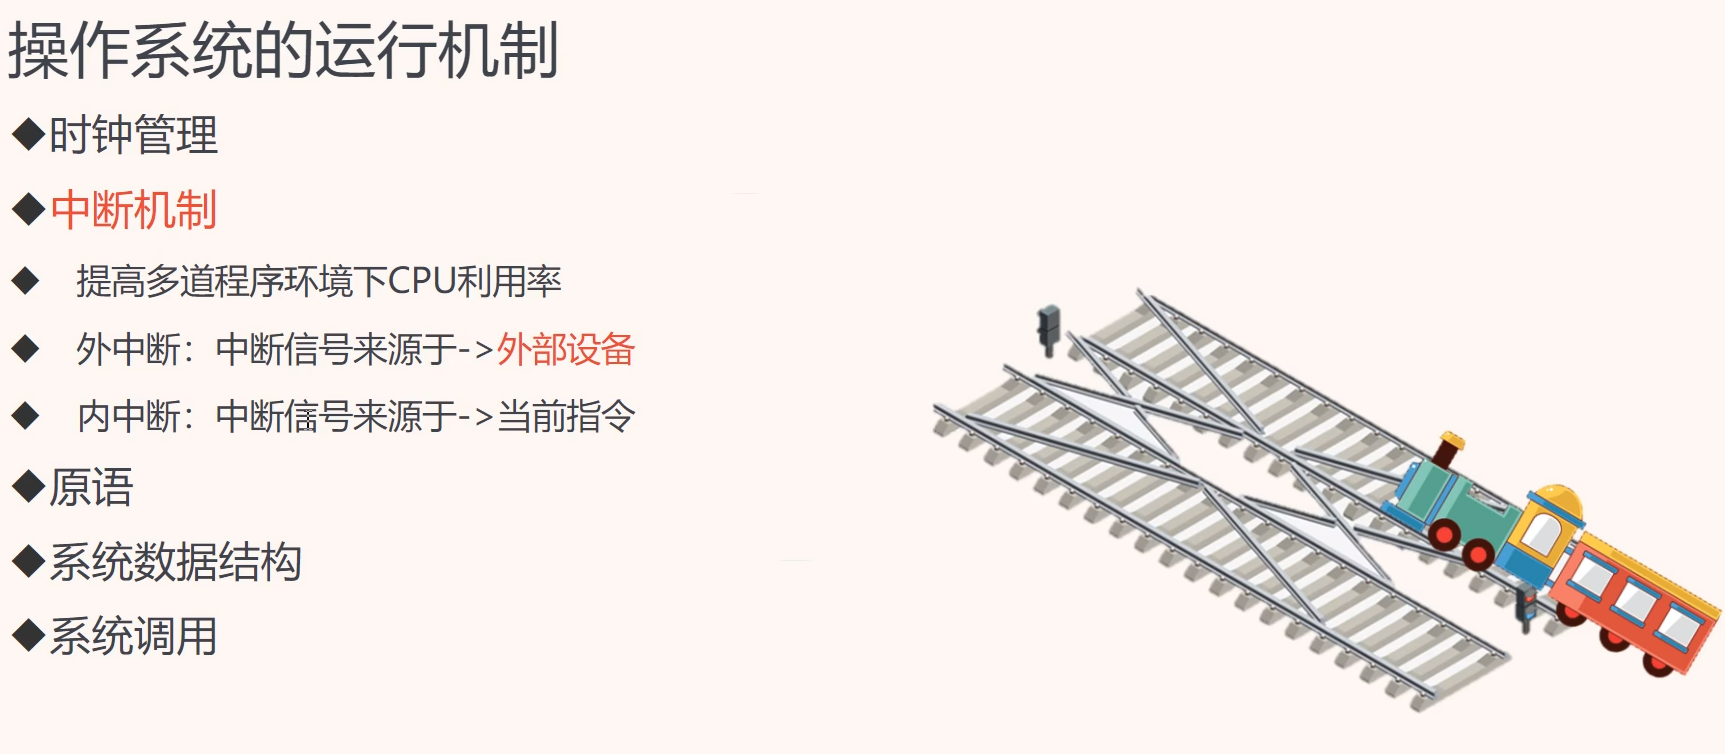 操作系统的运行机制
◆时钟管理
◆中断机制
◆ 提高多道程序环境下CPU利用率
◆ 外中断：中断信号来源于->外部设备
◆ 内中断：中断信号来源于->当前指令
◆原语
◆系统数据结构
◆系统调用